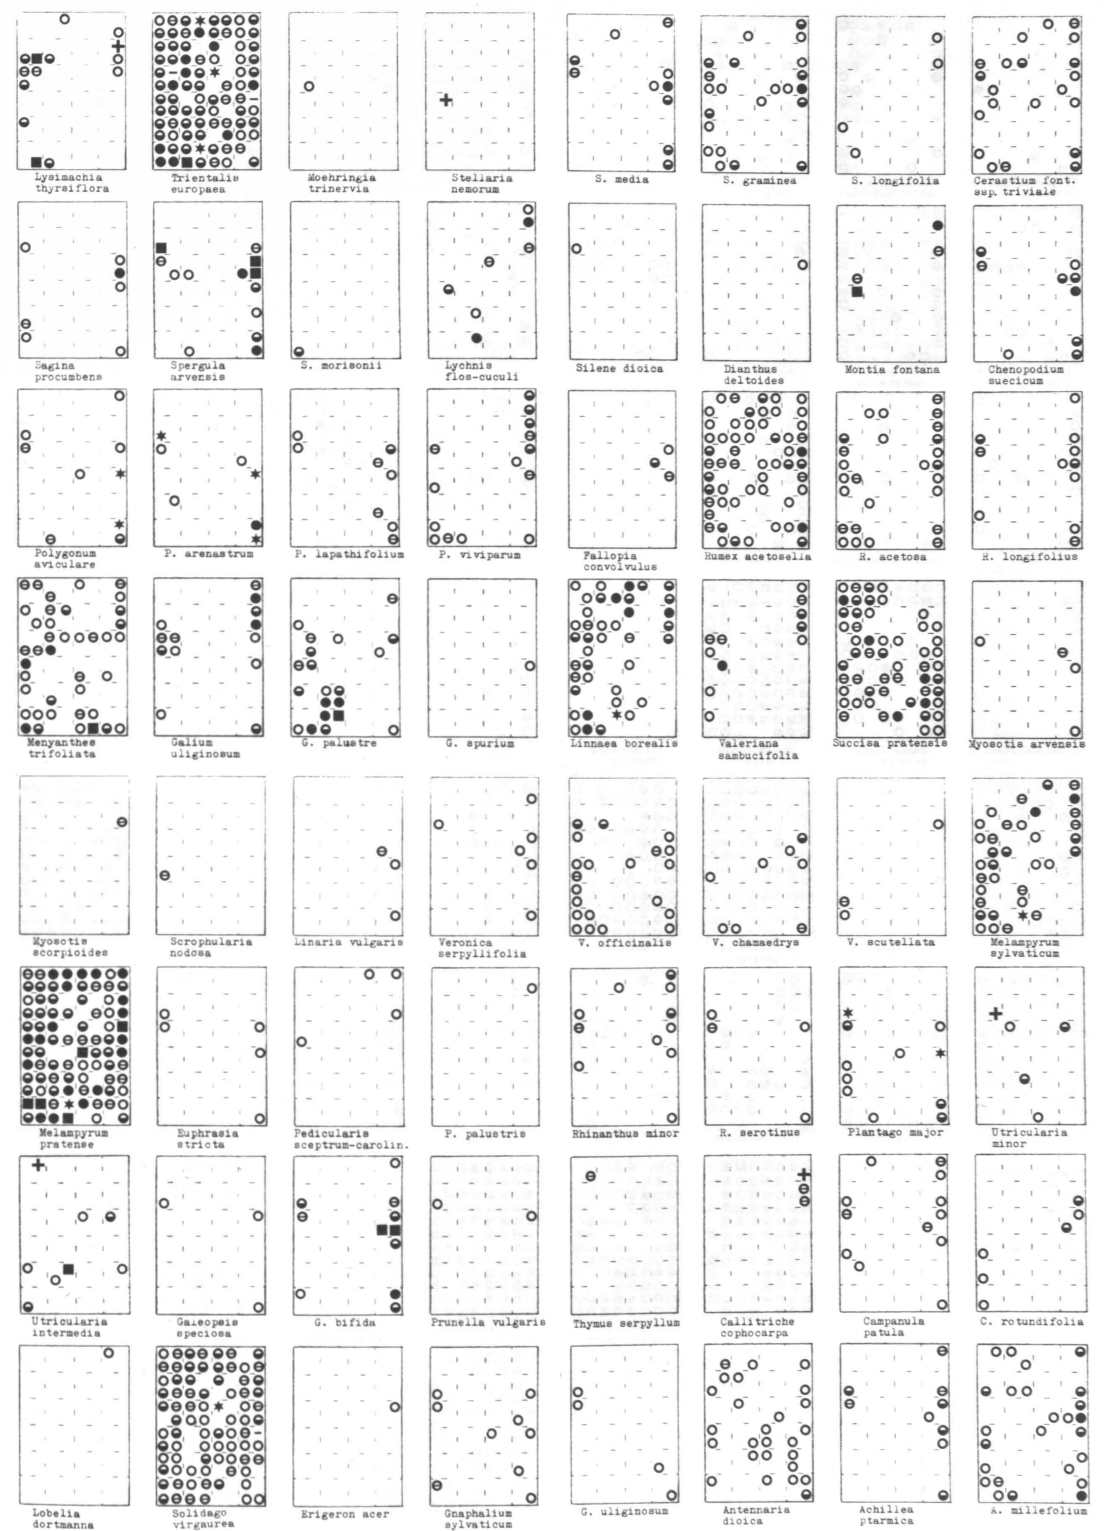 Lysimachia
thyrsiflora
Trientalis
europaea
Moehringia
trinervia
Stellaria
nemorum
S. media
S. graminea
S. longifolia
Cerastium font.
ssp. triviale
Sagina
procumbens
Spergula
arvensis
S. morisonii
Lychnis
flos-cuculi
Silene dioica
Dianthus
deltoides
Montia fontana
Chenopodium
suecicum
Polygonum
aviculare
P. arenastrum
P. lapathifolium
P. viviparum
Fallopia
convolvulus
Rumex acetosella
R. acetosa
R. longifolius
Menyanthes
trifoliata
Galium
uliginosum
G. palustre
G. spurium
Linnaea borealis
Valeriana
sambucifolia
Succisa pratensis
Myosotis arvensis
Myosotis
scorpioides
Scrophularia
nodosa
Linaria vulgaris
Veronica
serpyllifolia
V. officinalis
V. chamaedrys
V. scutellata
Melampyrum
sylvaticum
Melampyrum
pratense
Euphrasia
stricta
Pedicularis
sceptrum-carolin.
P. palustris
Rhinanthus minor
R. serotinus
Plantago major
Utricularia
minor
Utricularia
intermedia
Galeopsis
speciosa
G. bifida
Prunella vulgaris
Thymus serpyllum
Callitriche
cophocarpa
Campanula
patula
C. rotundifolia
Lobelia
dortmanna
Solidago
virgaurea
Erigeron acer
Gnaphalium
sylvaticum
G. uliginosum
Antennaria
dioica
Achillea
ptarmica
A. millefolium